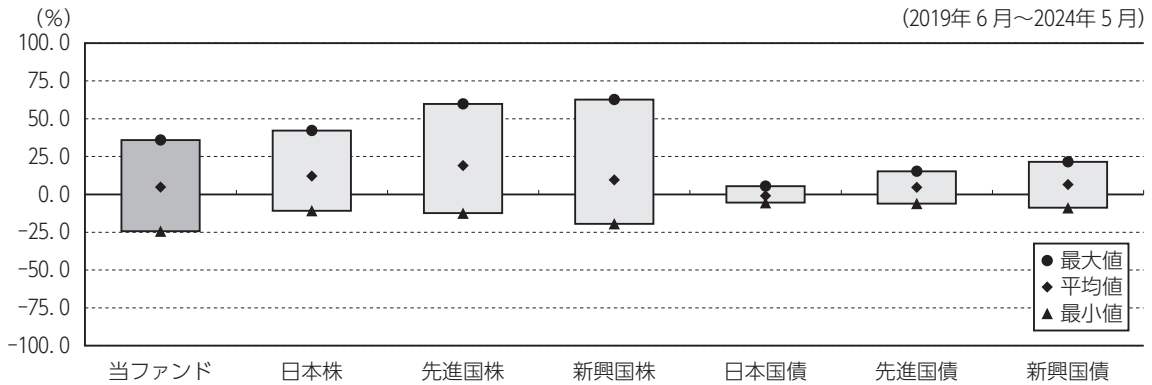 (%)
(2019年6月～2024年5月)
100.0
75.0
50.0
25.0
0.0
-25.0
-50.0
-75.0
-100.0
● 最大値
◆ 平均値
▲ 最小値
当ファンド 日本株 先進国株 新興国株 日本国債 先進国債 新興国債